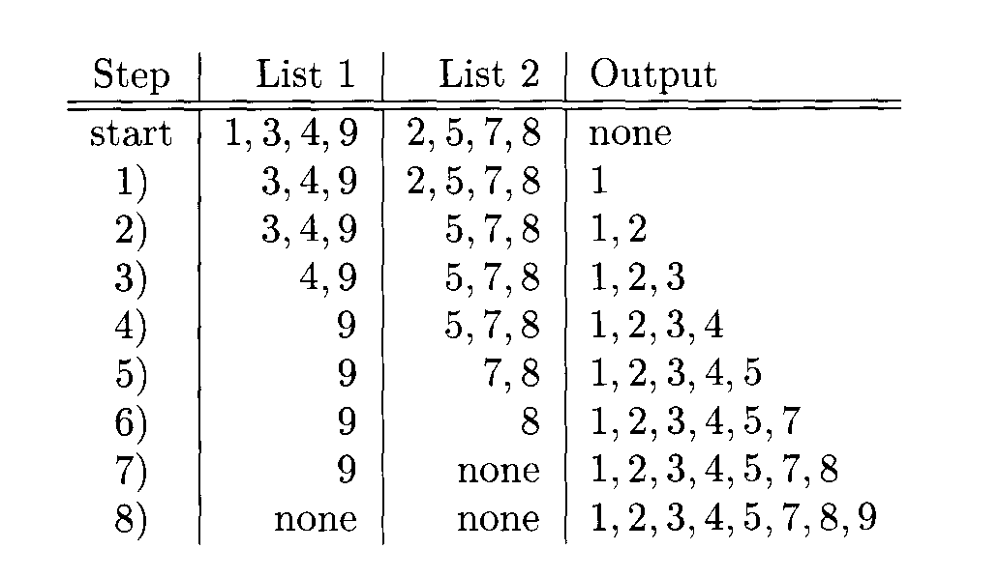 Step List 1 List 2 Output
start 1, 3, 4, 9 2, 5, 7, 8 none
1) 3, 4, 9 2, 5, 7, 8 1
2) 3, 4, 9 5, 7, 8 1, 2
3) 4, 9 5, 7, 8 1, 2, 3
4) 9 5, 7, 8 1, 2, 3, 4
5) 9 7, 8 1, 2, 3, 4, 5
6) 9 8 1, 2, 3, 4, 5, 7
7) 9 none 1, 2, 3, 4, 5, 7, 8
8) none none 1, 2, 3, 4, 5, 7, 8, 9